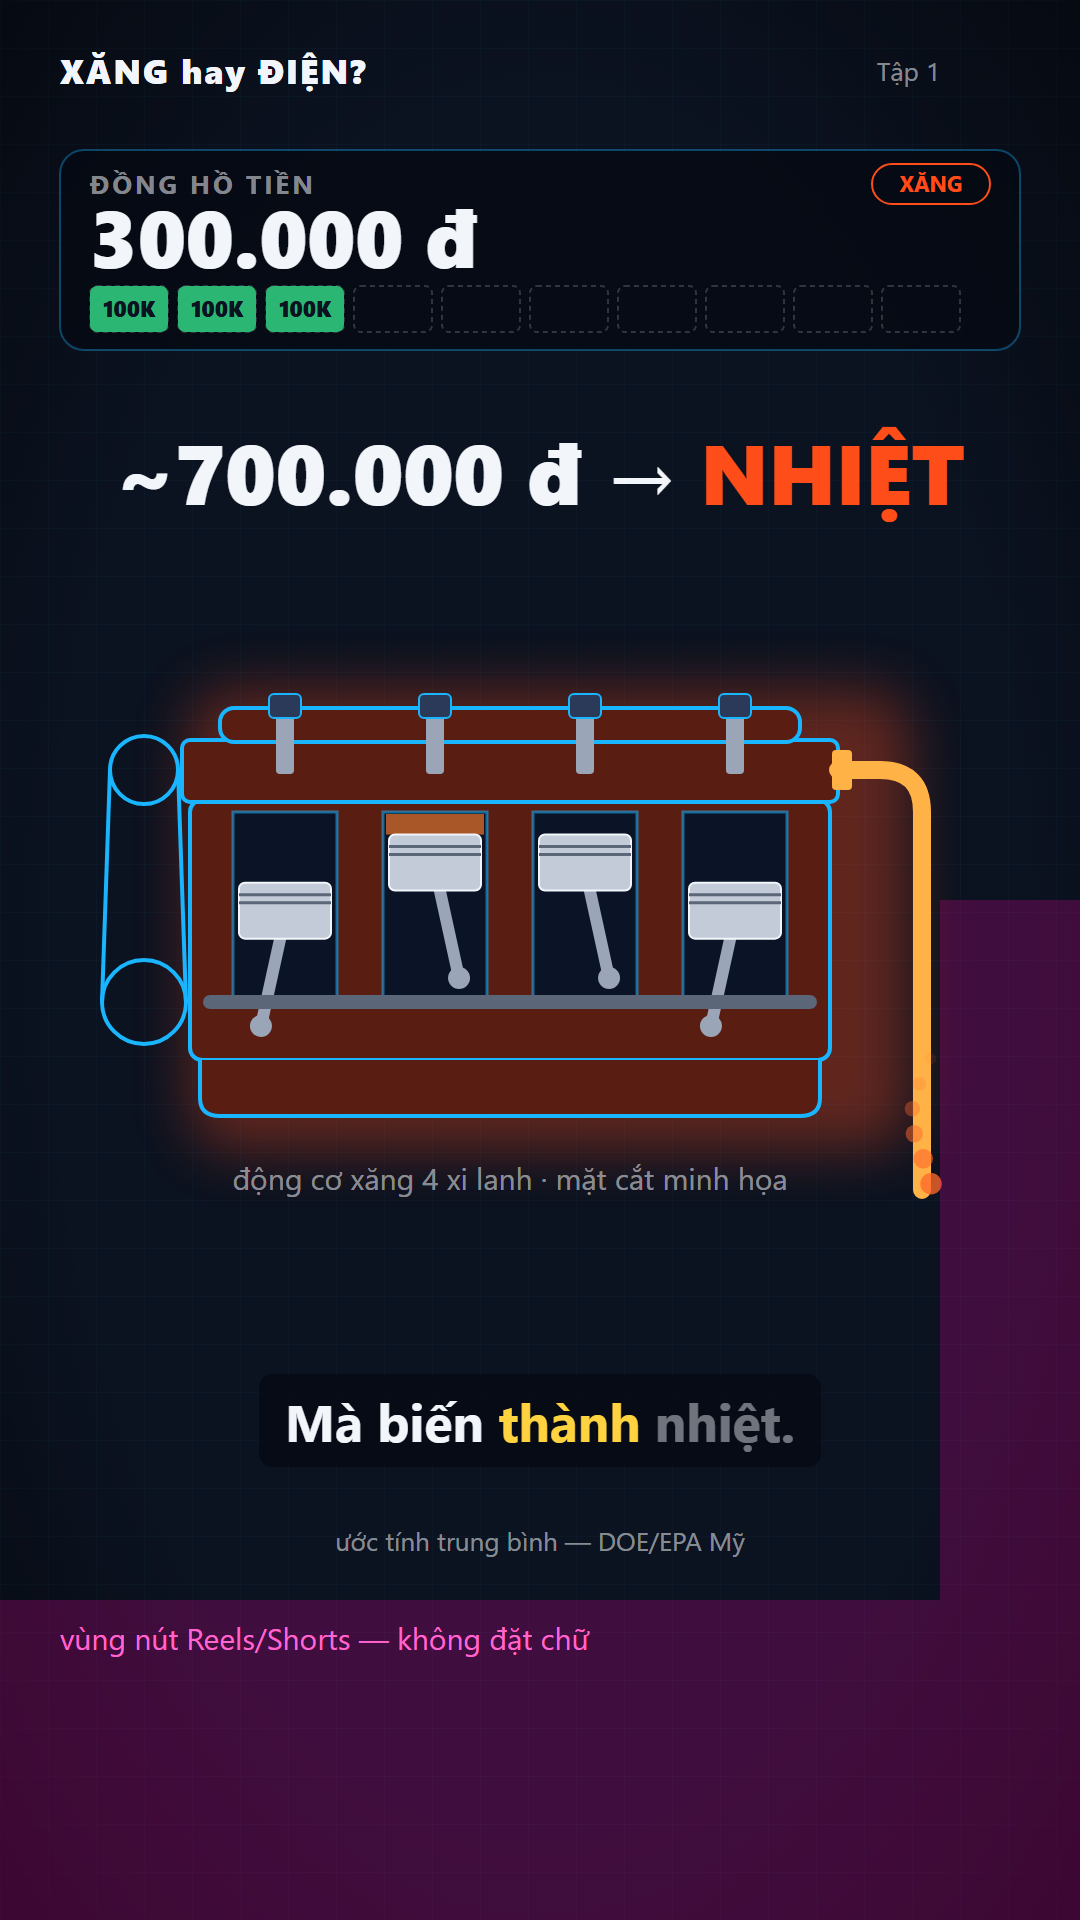 XĂNG hay ĐIỆN?
Tập 1
ĐỒNG HỒ TIỀN
XĂNG
300.000 đ
100K 100K 100K
~700.000 đ → NHIỆT
động cơ xăng 4 xi lanh · mặt cắt minh họa
Mà biến thành nhiệt.
ước tính trung bình — DOE/EPA Mỹ
vùng nút Reels/Shorts — không đặt chữ